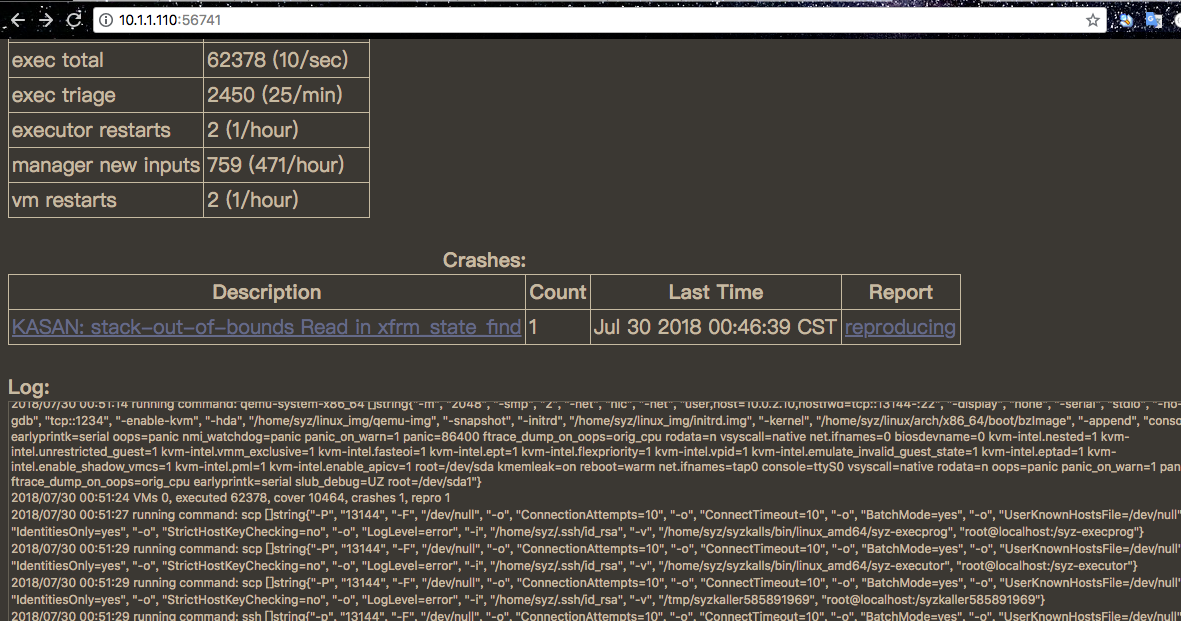 10.1.1.110:56741
exec total 62378 (10/sec)
exec triage 2450 (25/min)
executor restarts 2 (1/hour)
manager new inputs 759 (471/hour)
vm restarts 2 (1/hour)
Crashes:
Description Count Last Time Report
KASAN: stack-out-of-bounds Read in xfrm_state_find 1 Jul 30 2018 00:46:39 CST reproducing
Log:
2018/07/30 00:51:14 running command: qemu-system-x86_64 []string{"-m", "2048", "-smp", "2", "-net", "nic", "-net", "user,host=10.0.2.10,hostfwd=tcp::13144-:22", "-display", "none", "-serial", "stdio", "-no-
gdb", "tcp::1234", "-enable-kvm", "-hda", "/home/syz/linux_img/qemu-img", "-snapshot", "-initrd", "/home/syz/linux_img/initrd.img", "-kernel", "/home/syz/linux/arch/x86_64/boot/bzImage", "-append", "conso
earlyprintk=serial oops=panic nmi_watchdog=panic panic_on_warn=1 panic=86400 ftrace_dump_on_oops=orig_cpu rodata=n vsyscall=native net.ifnames=0 biosdevname=0 kvm-intel.nested=1 kvm-
intel.unrestricted_guest=1 kvm-intel.vmm_exclusive=1 kvm-intel.fasteoi=1 kvm-intel.ept=1 kvm-intel.flexpriority=1 kvm-intel.vpid=1 kvm-intel.emulate_invalid_guest_state=1 kvm-intel.eptad=1 kvm-
intel.enable_shadow_vmcs=1 kvm-intel.pml=1 kvm-intel.enable_apicv=1 root=/dev/sda kmemleak=on reboot=warm net.ifnames=tap0 console=ttyS0 vsyscall=native rodata=n oops=panic panic_on_warn=1 pan
ftrace_dump_on_oops=orig_cpu earlyprintk=serial slub_debug=UZ root=/dev/sda1"}
2018/07/30 00:51:24 VMs 0, executed 62378, cover 10464, crashes 1, repro 1
2018/07/30 00:51:27 running command: scp []string{"-P", "13144", "-F", "/dev/null", "-o", "ConnectionAttempts=10", "-o", "ConnectTimeout=10", "-o", "BatchMode=yes", "-o", "UserKnownHostsFile=/dev/null"
"IdentitiesOnly=yes", "-o", "StrictHostKeyChecking=no", "-o", "LogLevel=error", "-i", "/home/syz/.ssh/id_rsa", "-v", "/home/syz/syzkalls/bin/linux_amd64/syz-execprog", "root@localhost:/syz-execprog"}
2018/07/30 00:51:29 running command: scp []string{"-P", "13144", "-F", "/dev/null", "-o", "ConnectionAttempts=10", "-o", "ConnectTimeout=10", "-o", "BatchMode=yes", "-o", "UserKnownHostsFile=/dev/null"
"IdentitiesOnly=yes", "-o", "StrictHostKeyChecking=no", "-o", "LogLevel=error", "-i", "/home/syz/.ssh/id_rsa", "-v", "/home/syz/syzkalls/bin/linux_amd64/syz-executor", "root@localhost:/syz-executor"}
2018/07/30 00:51:29 running command: scp []string{"-P", "13144", "-F", "/dev/null", "-o", "ConnectionAttempts=10", "-o", "ConnectTimeout=10", "-o", "BatchMode=yes", "-o", "UserKnownHostsFile=/dev/null"
"IdentitiesOnly=yes", "-o", "StrictHostKeyChecking=no", "-o", "LogLevel=error", "-i", "/home/syz/.ssh/id_rsa", "-v", "/tmp/syzkaller585891969", "root@localhost:/syzkaller585891969"}
2018/07/30 00:51:29 running command: ssh []string{"-p", "13144", "-F", "/dev/null", "-o", "ConnectionAttempts=10", "-o", "ConnectTimeout=10", "-o", "BatchMode=yes", "-o", "UserKnownHostsFile=/dev/null"